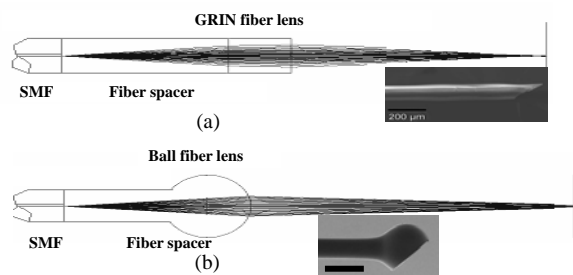 GRIN fiber lens
SMF
Fiber spacer
200 μm
(a)
Ball fiber lens
SMF
Fiber spacer
(b)